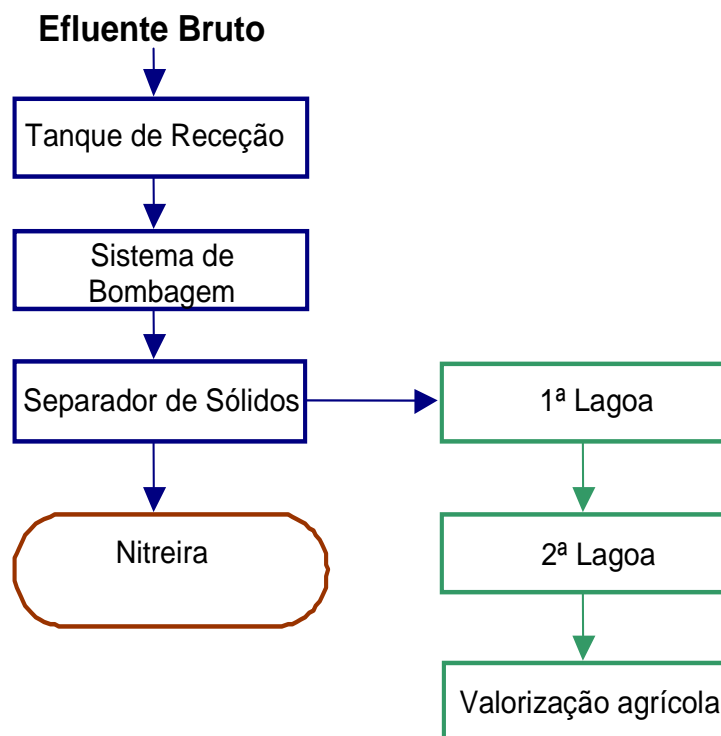 Efluente Bruto
Tanque de Receção
Sistema de
Bombagem
Separador de Sólidos
1ª Lagoa
Nitreira
2ª Lagoa
Valorização agrícola